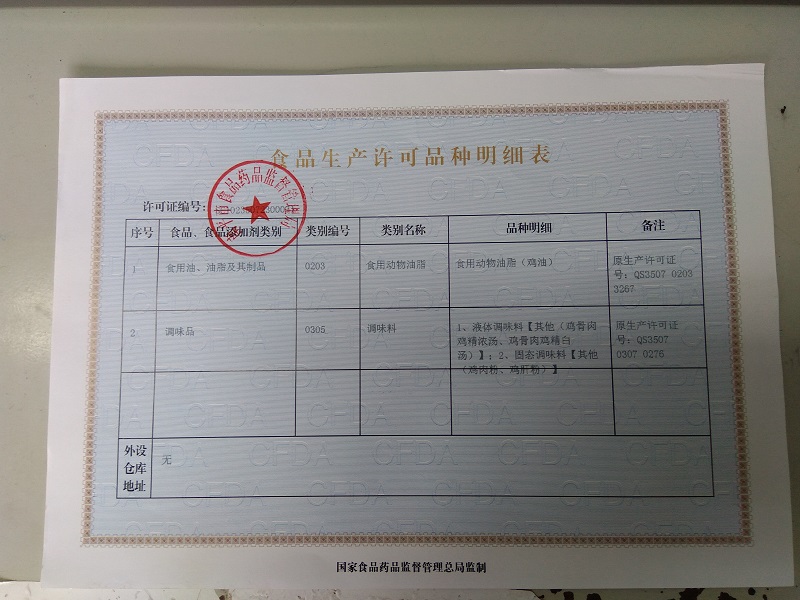 食品生产许可品种明细表
许可证编号：
序号 食品、食品添加剂类别 类别编号 类别名称 品种明细 备注
1 食用油、油脂及其制品 0203 食用动物油脂 食用动物油脂（鸡油） 原生产许可证
号：QS3507 0203
3267
2 调味品 0305 调味料 1、液体调味料【其他（鸡骨肉
鸡精浓汤、鸡骨肉鸡精白
汤）】；2、固态调味料【其他
（鸡肉粉、鸡肝粉）】
原生产许可证
号：QS3507
0307 0276
外设
仓库
地址
无
国家食品药品监督管理总局监制
CFDA